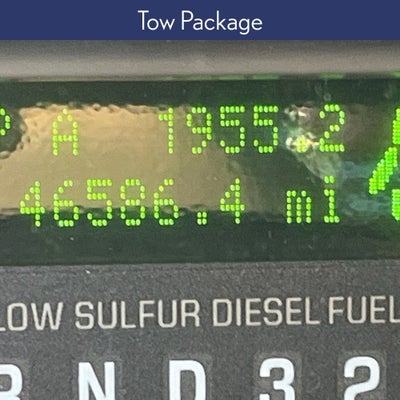 Tow Package
P A 1955.2
46586.4 mi
LOW SULFUR DIESEL FUEL
R N D 3 2